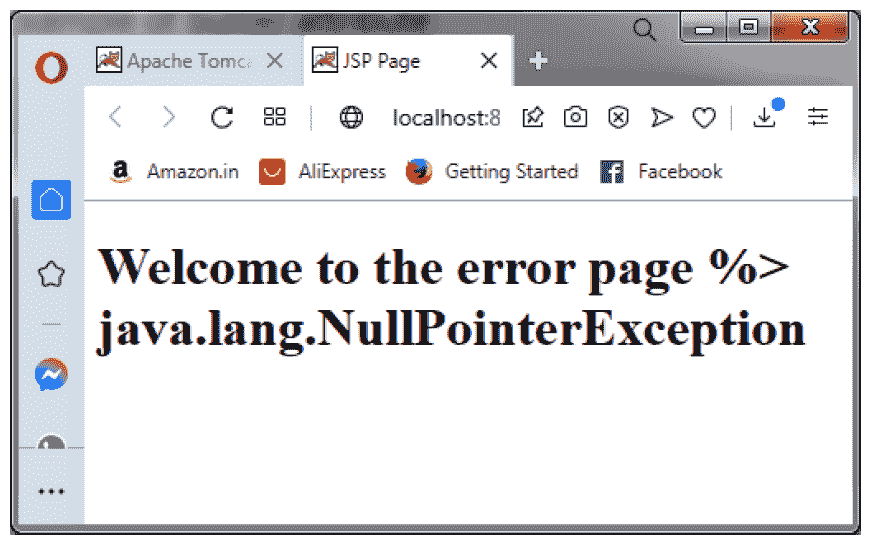 Apache Tomc
JSP Page
localhost:8
Amazon.in AliExpress Getting Started Facebook
Welcome to the error page %>
java.lang.NullPointerException